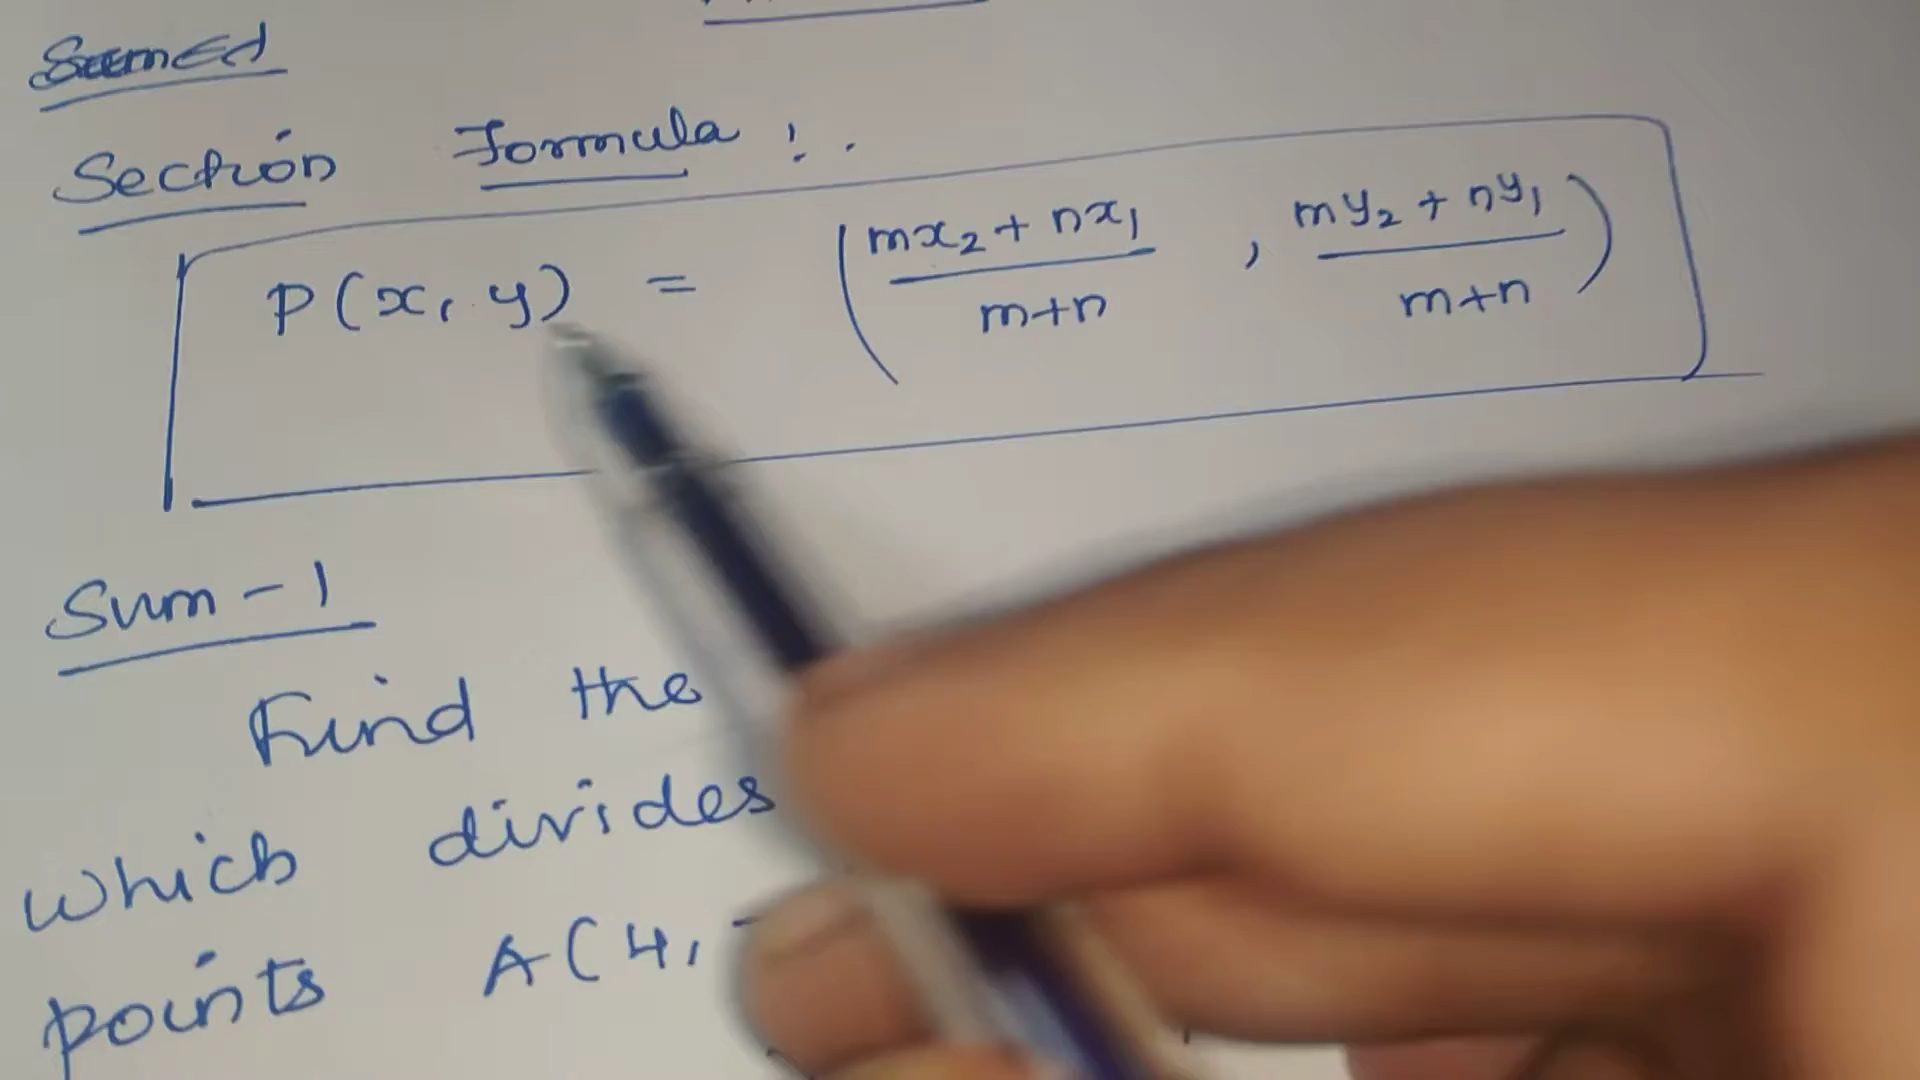 Section Formula :.
P(x, y) = (mx₂ + nx₁ / m+n , my₂ + ny₁ / m+n)
Sum - 1
Find the
which divides
points A(4, -